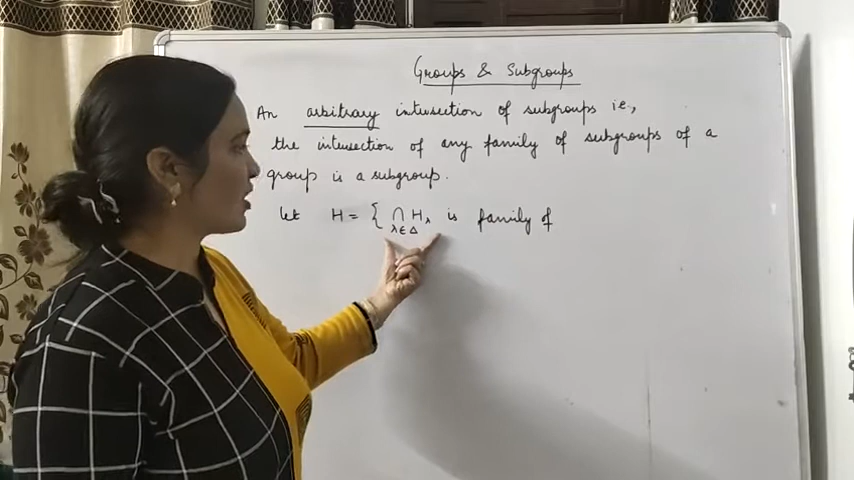 Groups & Subgroups
An arbitrary intersection of subgroups ie,
the intersection of any family of subgroups of a
group is a subgroup.
let H = { ∩ Hλ is family of
λ∈Δ